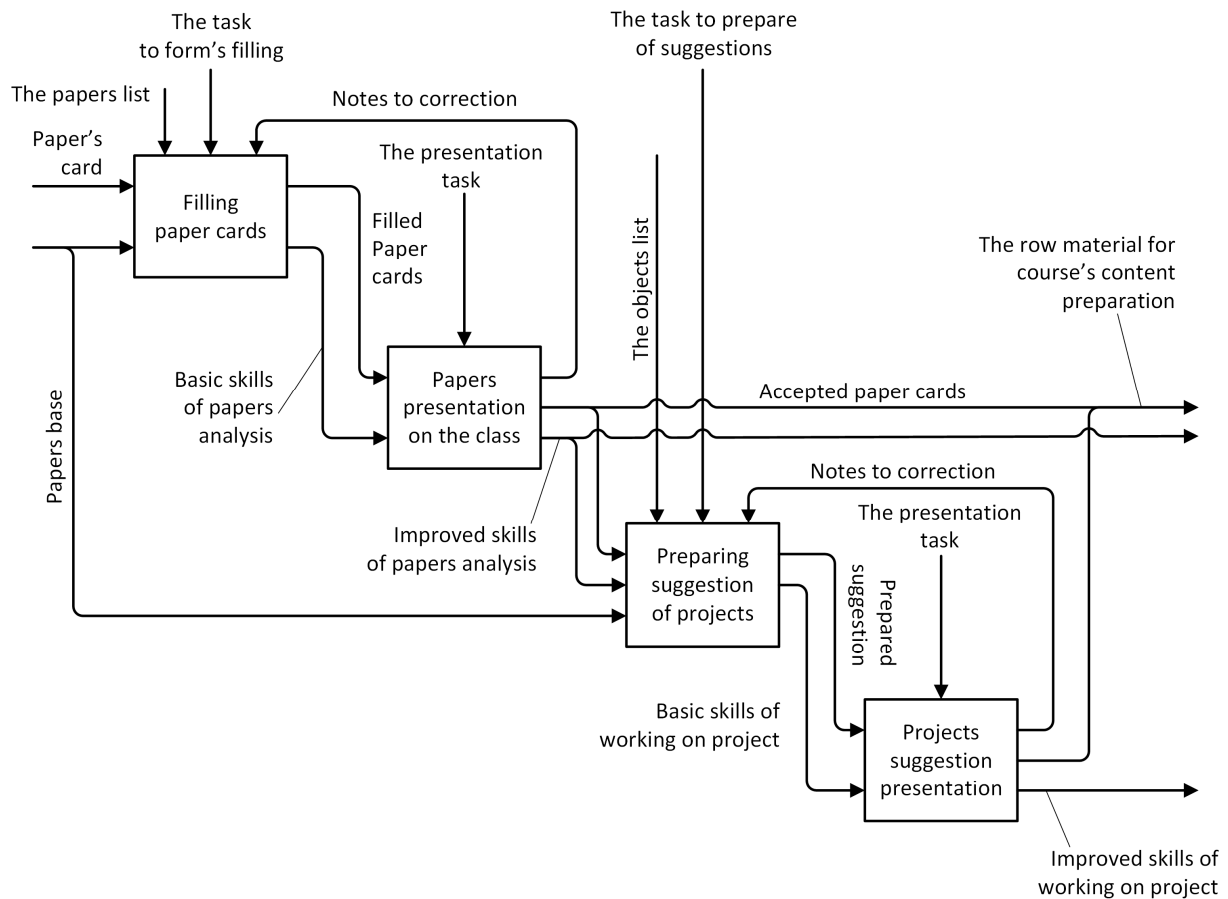 The task
to form's filling
The task to prepare
of suggestions
The papers list
Notes to correction
Paper's
card
The presentation
task
Filling
paper cards
Filled
Paper
cards
The objects list
The row material for
course's content
preparation
Basic skills
of papers
analysis
Papers
presentation
on the class
Accepted paper cards
Papers base
Notes to correction
Improved skills
of papers analysis
The presentation
task
Preparing
suggestion
of projects
Prepared
suggestion
Basic skills of
working on project
Projects
suggestion
presentation
Improved skills of
working on project